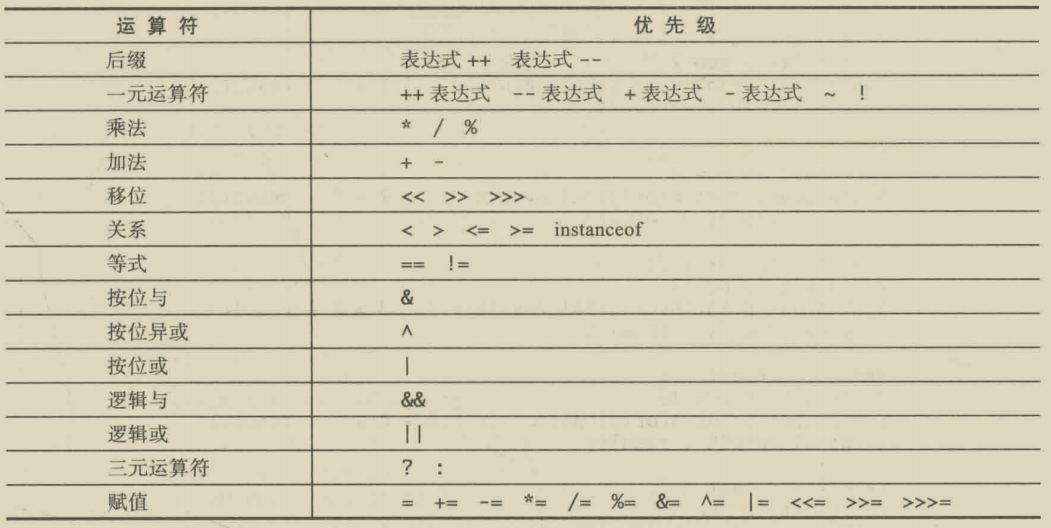 运算符 优先级
后缀 表达式 ++ 表达式 --
一元运算符 ++ 表达式 -- 表达式 + 表达式 - 表达式 ~ !
乘法 * / %
加法 + -
移位 << >> >>>
关系 < > <= >= instanceof
等式 == !=
按位与 &
按位异或 ^
按位或 |
逻辑与 &&
逻辑或 ||
三元运算符 ? :
赋值 = += -= *= /= %= &= ^= |= <<= >>= >>>=